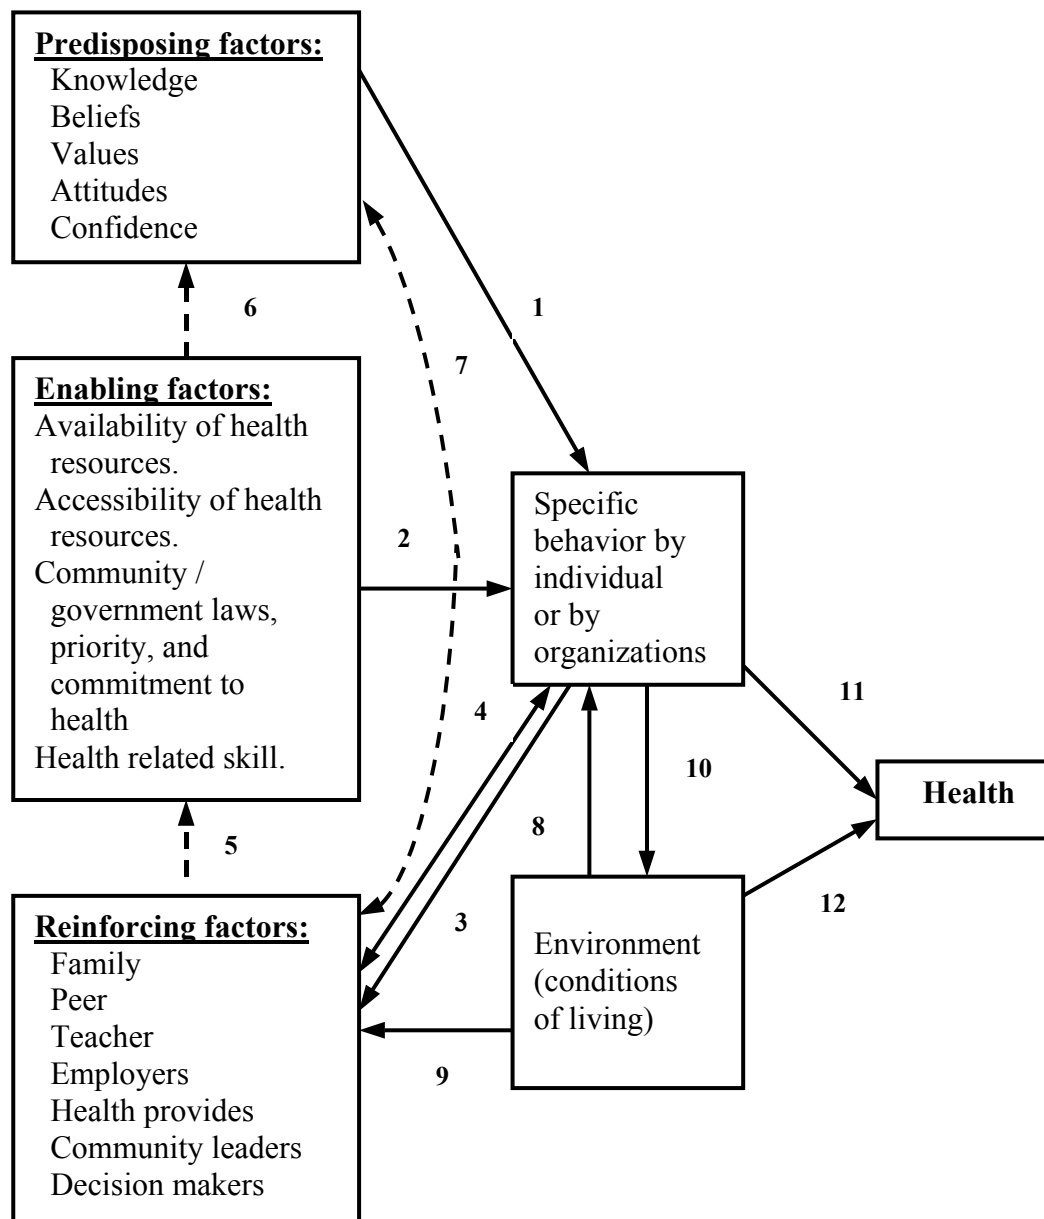 Predisposing factors:
Knowledge
Beliefs
Values
Attitudes
Confidence
6
1
7
Enabling factors:
Availability of health
resources.
Accessibility of health
resources.
Community /
government laws,
priority, and
commitment to
health
Health related skill.
2
Specific
behavior by
individual
or by
organizations
4
11
10
Health
8
5
3
12
Reinforcing factors:
Family
Peer
Teacher
Employers
Health provides
Community leaders
Decision makers
Environment
(conditions
of living)
9